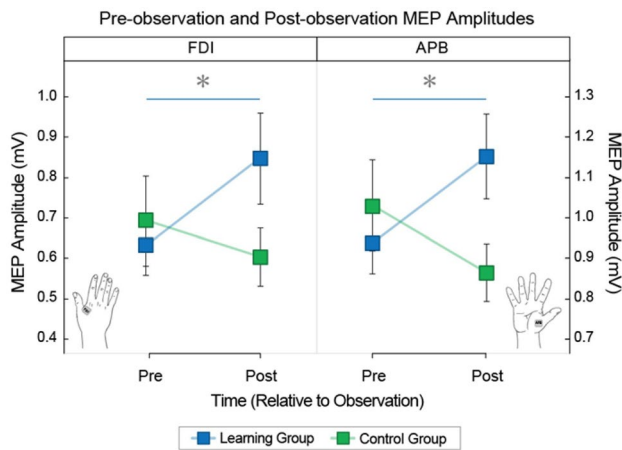 Pre-observation and Post-observation MEP Amplitudes
FDI
APB
*
*
MEP Amplitude (mV)
1.0
0.9
0.8
0.7
0.6
0.5
0.4
1.3
1.2
1.1
1.0
0.9
0.8
0.7
MEP Amplitude (mV)
Pre
Post
Pre
Post
Time (Relative to Observation)
Learning Group
Control Group